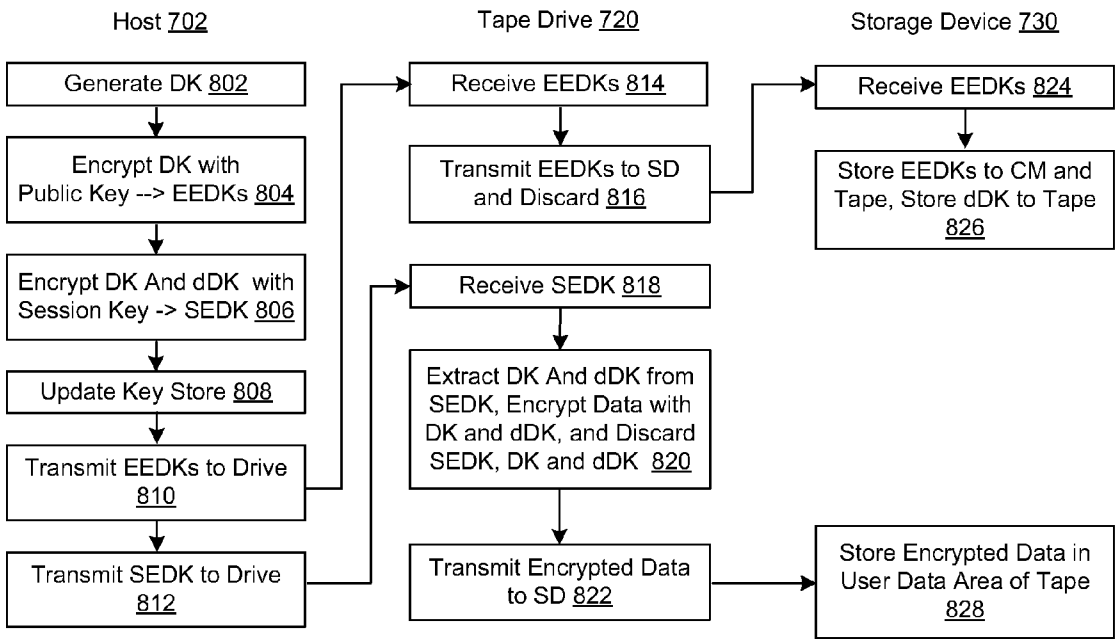 Host 702
Generate DK 802
Encrypt DK with
Public Key --> EEDKs 804
Encrypt DK And dDK with
Session Key -> SEDK 806
Update Key Store 808
Transmit EEDKs to Drive
810
Transmit SEDK to Drive
812
Tape Drive 720
Receive EEDKs 814
Transmit EEDKs to SD
and Discard 816
Receive SEDK 818
Extract DK And dDK from
SEDK, Encrypt Data with
DK and dDK, and Discard
SEDK, DK and dDK 820
Transmit Encrypted Data
to SD 822
Storage Device 730
Receive EEDKs 824
Store EEDKs to CM and
Tape, Store dDK to Tape
826
Store Encrypted Data in
User Data Area of Tape
828